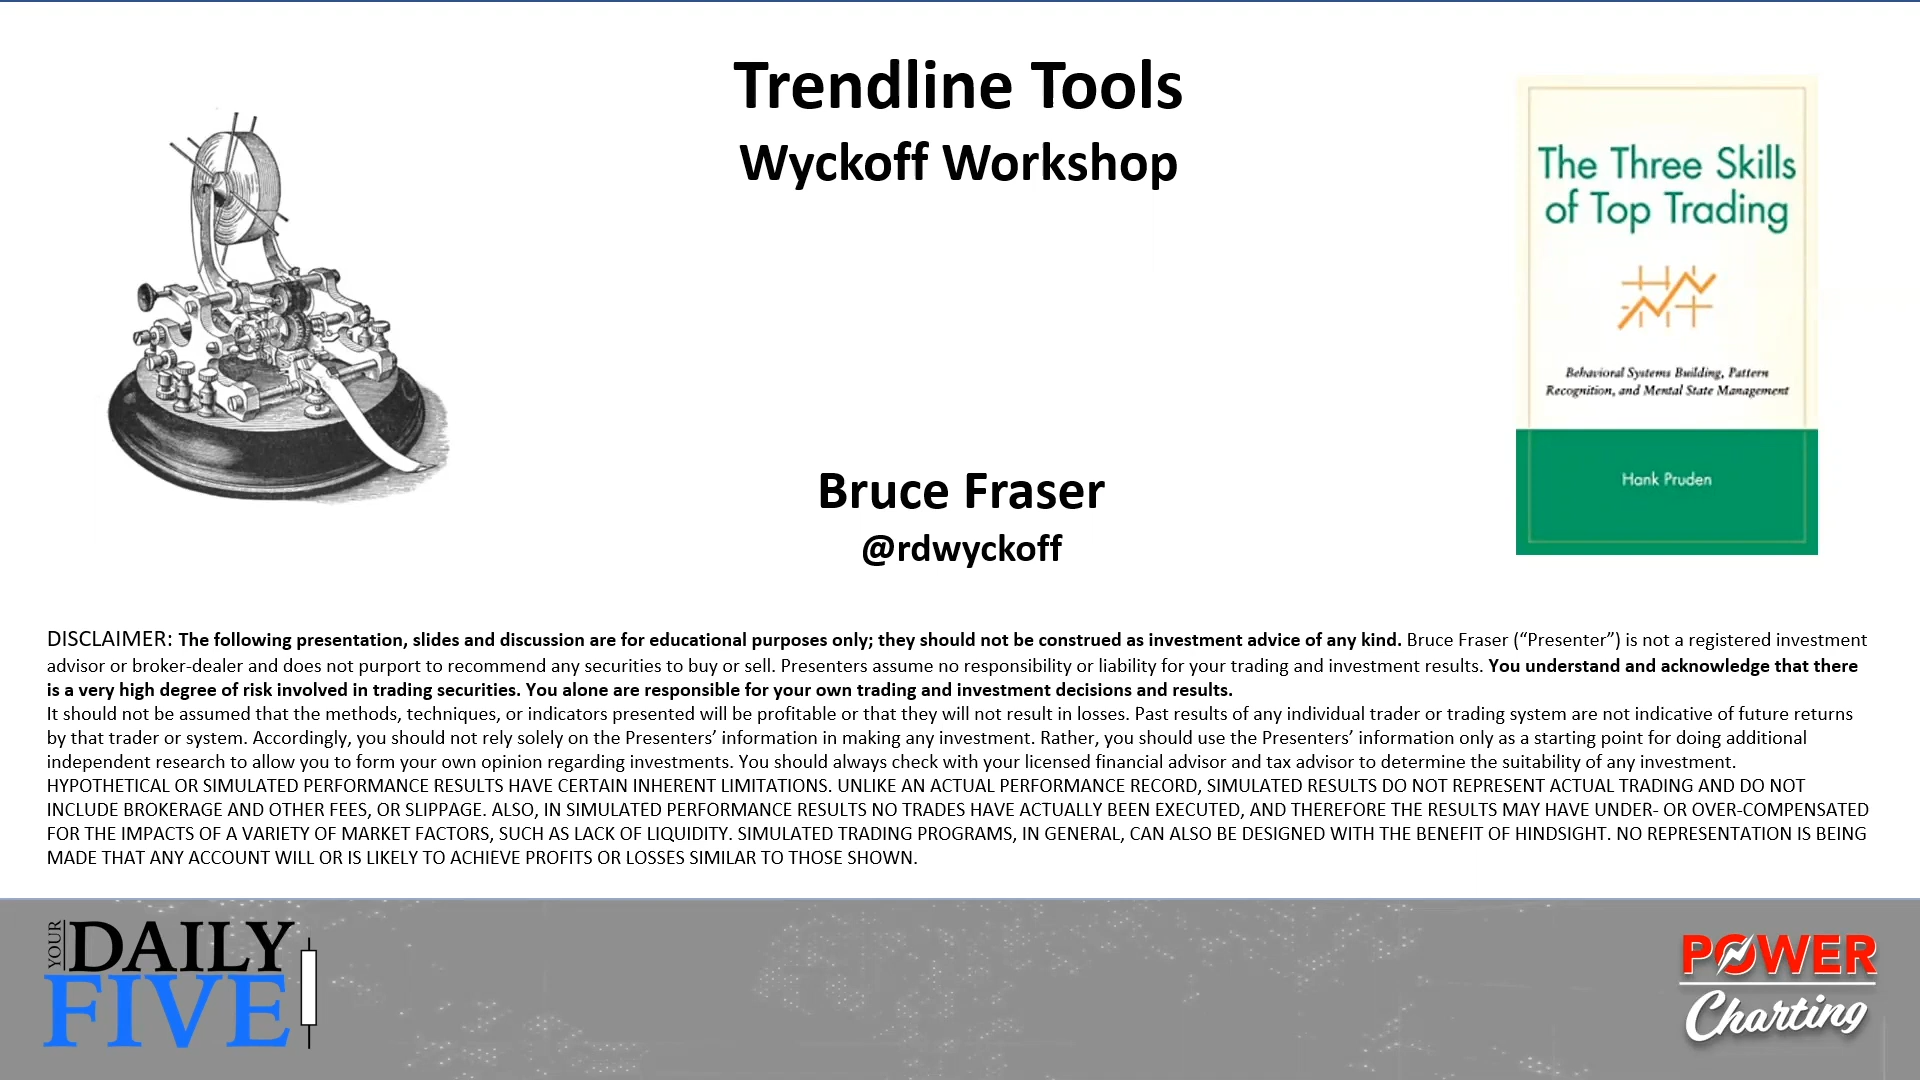 Trendline Tools
Wyckoff Workshop
The Three Skills
of Top Trading
Behavioral Systems Building, Pattern
Recognition, and Mental State Management
Hank Pruden
Bruce Fraser
@rdwyckoff
DISCLAIMER: The following presentation, slides and discussion are for educational purposes only; they should not be construed as investment advice of any kind. Bruce Fraser (“Presenter”) is not a registered investment
advisor or broker-dealer and does not purport to recommend any securities to buy or sell. Presenters assume no responsibility or liability for your trading and investment results. You understand and acknowledge that there
is a very high degree of risk involved in trading securities. You alone are responsible for your own trading and investment decisions and results.
It should not be assumed that the methods, techniques, or indicators presented will be profitable or that they will not result in losses. Past results of any individual trader or trading system are not indicative of future returns
by that trader or system. Accordingly, you should not rely solely on the Presenters’ information in making any investment. Rather, you should use the Presenters’ information only as a starting point for doing additional
independent research to allow you to form your own opinion regarding investments. You should always check with your licensed financial advisor and tax advisor to determine the suitability of any investment.
HYPOTHETICAL OR SIMULATED PERFORMANCE RESULTS HAVE CERTAIN INHERENT LIMITATIONS. UNLIKE AN ACTUAL PERFORMANCE RECORD, SIMULATED RESULTS DO NOT REPRESENT ACTUAL TRADING AND DO NOT
INCLUDE BROKERAGE AND OTHER FEES, OR SLIPPAGE. ALSO, IN SIMULATED PERFORMANCE RESULTS NO TRADES HAVE ACTUALLY BEEN EXECUTED, AND THEREFORE THE RESULTS MAY HAVE UNDER- OR OVER-COMPENSATED
FOR THE IMPACTS OF A VARIETY OF MARKET FACTORS, SUCH AS LACK OF LIQUIDITY. SIMULATED TRADING PROGRAMS, IN GENERAL, CAN ALSO BE DESIGNED WITH THE BENEFIT OF HINDSIGHT. NO REPRESENTATION IS BEING
MADE THAT ANY ACCOUNT WILL OR IS LIKELY TO ACHIEVE PROFITS OR LOSSES SIMILAR TO THOSE SHOWN.
YOUR
DAILY
FIVE
POWER
Charting